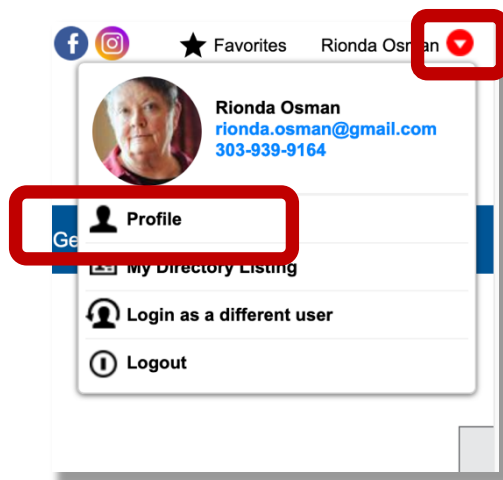 Favorites Rionda Osman
Rionda Osman
rionda.osman@gmail.com
303-939-9164
Profile
Ge
My Directory Listing
Login as a different user
Logout